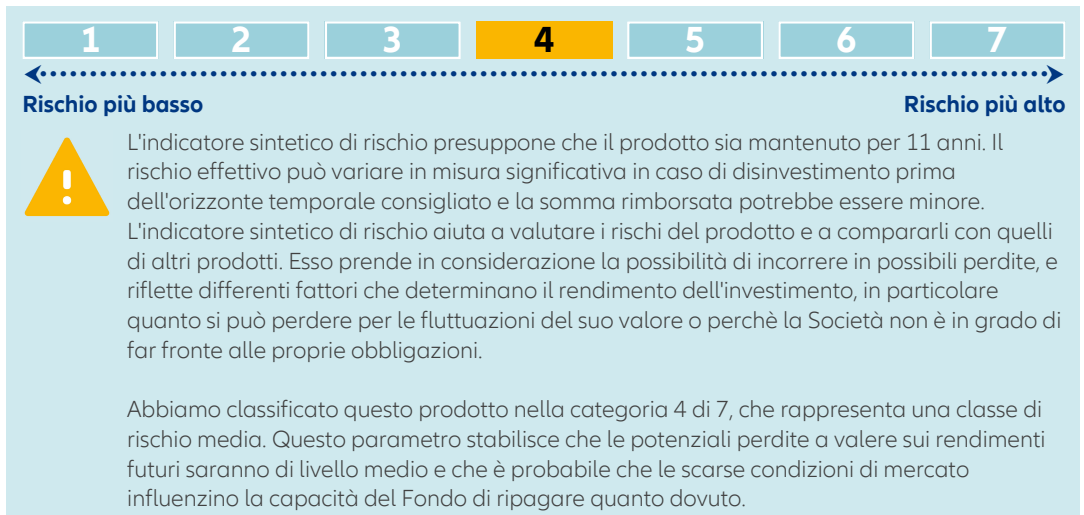 1 2 3 4 5 6 7
Rischio più basso Rischio più alto
L'indicatore sintetico di rischio presuppone che il prodotto sia mantenuto per 11 anni. Il
rischio effettivo può variare in misura significativa in caso di disinvestimento prima
dell'orizzonte temporale consigliato e la somma rimborsata potrebbe essere minore.
L'indicatore sintetico di rischio aiuta a valutare i rischi del prodotto e a compararli con quelli
di altri prodotti. Esso prende in considerazione la possibilità di incorrere in possibili perdite, e
riflette differenti fattori che determinano il rendimento dell'investimento, in particolare
quanto si può perdere per le fluttuazioni del suo valore o perchè la Società non è in grado di
far fronte alle proprie obbligazioni.
Abbiamo classificato questo prodotto nella categoria 4 di 7, che rappresenta una classe di
rischio media. Questo parametro stabilisce che le potenziali perdite a valere sui rendimenti
futuri saranno di livello medio e che è probabile che le scarse condizioni di mercato
influenzino la capacità del Fondo di ripagare quanto dovuto.